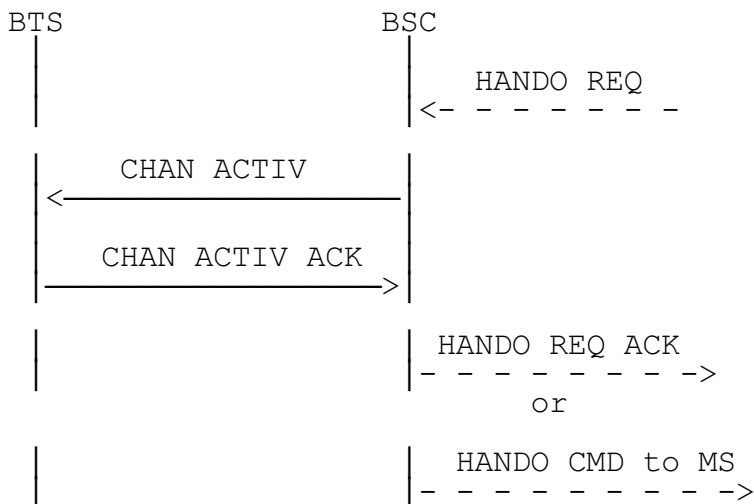 BTS BSC
HANDO REQ
CHAN ACTIV
CHAN ACTIV ACK
HANDO REQ ACK
or
HANDO CMD to MS